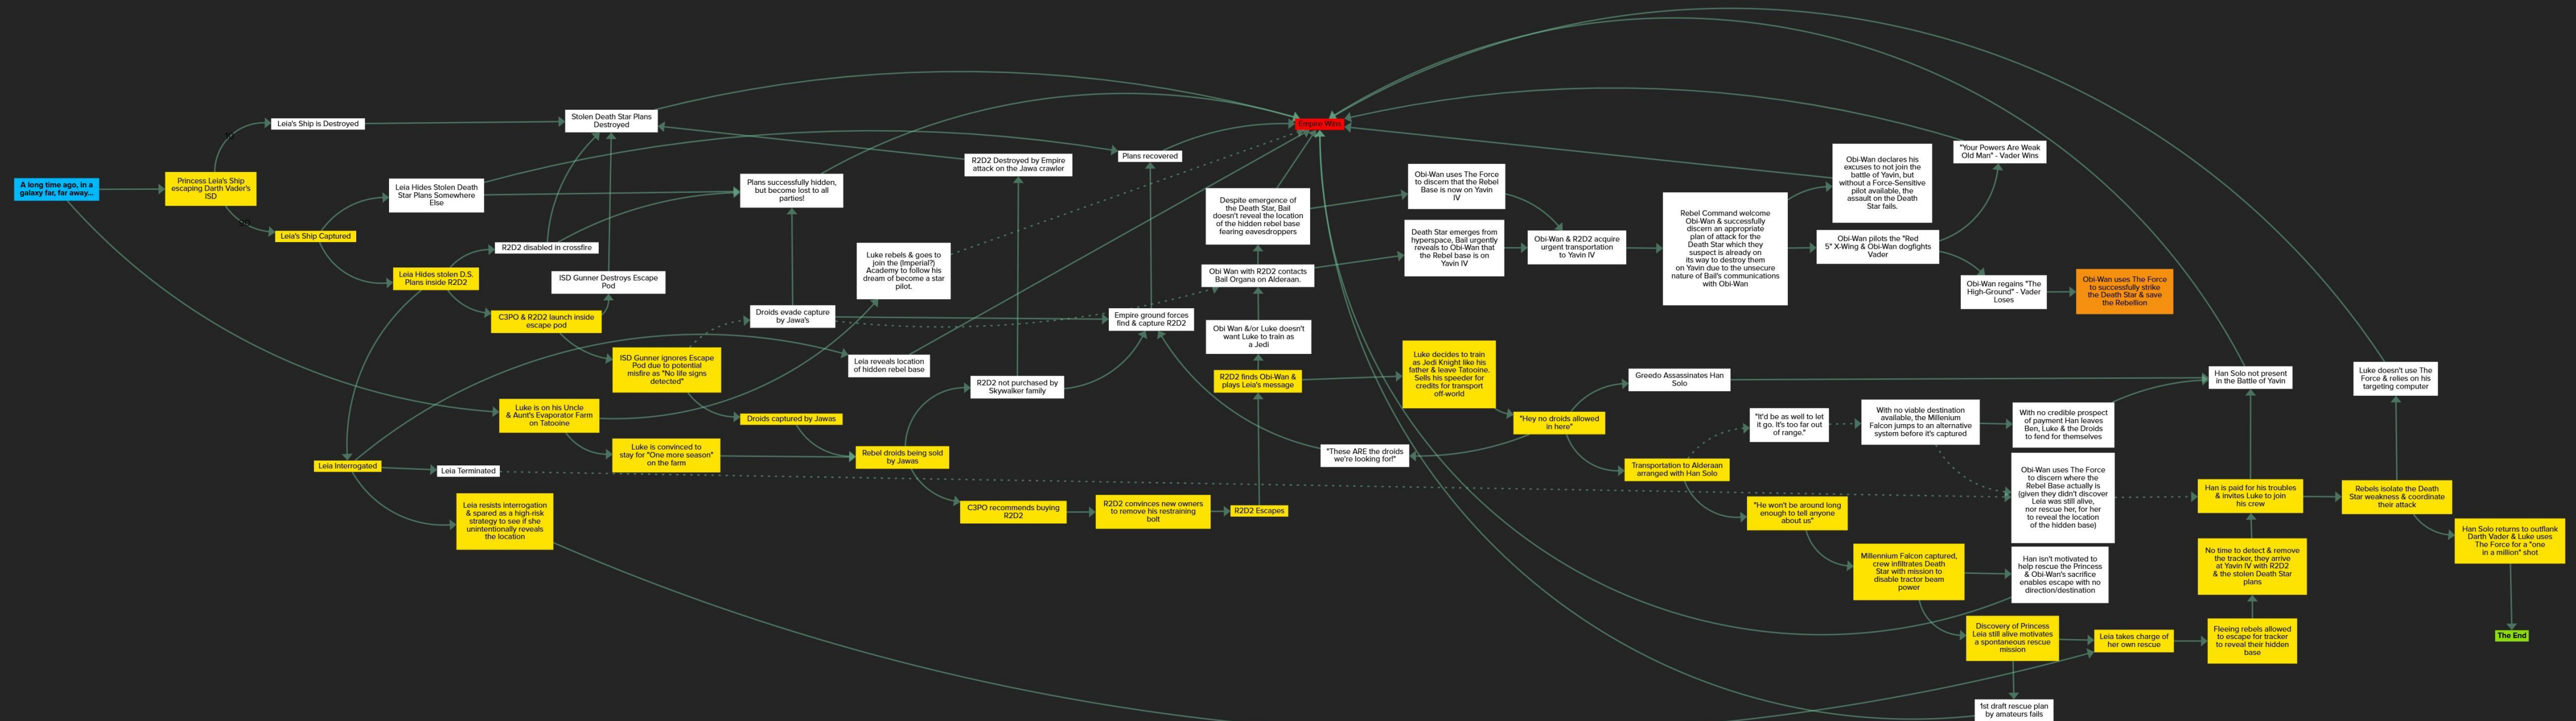 A long time ago, in a
galaxy far, far away...
Princess Leia's Ship
escaping Darth Vader's
ISD
Leia's Ship is Destroyed
Leia's Ship Captured
Leia Hides Stolen Death
Star Plans Somewhere
Else
Leia Hides stolen D.S.
Plans inside R2D2
Leia Interrogated
Leia Terminated
Leia resists interrogation
& spared as a high-risk
strategy to see if she
unintentionally reveals
the location
R2D2 disabled in crossfire
C3PO & R2D2 launch inside
escape pod
Luke is on his Uncle
& Aunt's Evaporator Farm
on Tatooine
Stolen Death Star Plans
Destroyed
ISD Gunner Destroys Escape
Pod
ISD Gunner ignores Escape
Pod due to potential
misfire as "No life signs
detected"
Luke is convinced to
stay for "One more season"
on the farm
Plans successfully hidden,
but become lost to all
parties!
Droids evade capture
by Jawa's
Droids captured by Jawas
Luke rebels & goes to
join the (Imperial?)
Academy to follow his
dream of become a star
pilot.
Leia reveals location
of hidden rebel base
Rebel droids being sold
by Jawas
R2D2 Destroyed by Empire
attack on the Jawa crawler
R2D2 not purchased by
Skywalker family
C3PO recommends buying
R2D2
Plans recovered
Empire ground forces
find & capture R2D2
R2D2 convinces new owners
to remove his restraining
bolt
Empire Wins
Despite emergence of
the Death Star, Bail
doesn't reveal the location
of the hidden rebel base
fearing eavesdroppers
Obi Wan with R2D2 contacts
Bail Organa on Alderaan.
Obi Wan &/or Luke doesn't
want Luke to train as
a Jedi
R2D2 finds Obi-Wan &
plays Leia's message
R2D2 Escapes
"These ARE the droids
we're looking for!"
Obi-Wan uses The Force
to discern that the Rebel
Base is now on Yavin
IV
Death Star emerges from
hyperspace, Bail urgently
reveals to Obi-Wan that
the Rebel base is on
Yavin IV
Luke decides to train
as Jedi Knight like his
father & leave Tatooine.
Sells his speeder for
credits for transport
off-world
Obi-Wan & R2D2 acquire
urgent transportation
to Yavin IV
"Hey no droids allowed
in here"
Rebel Command welcome
Obi-Wan & successfully
discern an appropriate
plan of attack for the
Death Star which they
suspect is already on
its way to destroy them
on Yavin due to the unsecure
nature of Bail's communications
with Obi-Wan
Greedo Assassinates Han
Solo
Transportation to Alderaan
arranged with Han Solo
Obi-Wan declares his
excuses to not join the
battle of Yavin, but
without a Force-Sensitive
pilot available, the
assault on the Death
Star fails.
Obi-Wan pilots the "Red
5" X-Wing & Obi-Wan dogfights
Vader
"It'd be as well to let
it go. It's too far out
of range."
"He won't be around long
enough to tell anyone
about us"
"Your Powers Are Weak
Old Man" - Vader Wins
Obi-Wan regains "The
High-Ground" - Vader
Loses
Obi-Wan uses The Force
to successfully strike
the Death Star & save
the Rebellion
With no viable destination
available, the Millenium
Falcon jumps to an alternative
system before it's captured
With no credible prospect
of payment Han leaves
Ben, Luke & the Droids
to fend for themselves
Obi-Wan uses The Force
to discern where the
Rebel Base actually is
(given they didn't discover
Leia was still alive,
nor rescue her, for her
to reveal the location
of the hidden base)
Millennium Falcon captured,
crew infiltrates Death
Star with mission to
disable tractor beam
power
Han isn't motivated to
help rescue the Princess
& Obi-Wan's sacrifice
enables escape with no
direction/destination
Discovery of Princess
Leia still alive motivates
a spontaneous rescue
mission
1st draft rescue plan
by amateurs fails
Leia takes charge of
her own rescue
Fleeing rebels allowed
to escape for tracker
to reveal their hidden
base
No time to detect & remove
the tracker, they arrive
at Yavin IV with R2D2
& the stolen Death Star
plans
Han is paid for his troubles
& invites Luke to join
his crew
Han Solo not present
in the Battle of Yavin
Luke doesn't use The
Force & relies on his
targeting computer
Rebels isolate the Death
Star weakness & coordinate
their attack
Han Solo returns to outflank
Darth Vader & Luke uses
The Force for a "one
in a million" shot
The End